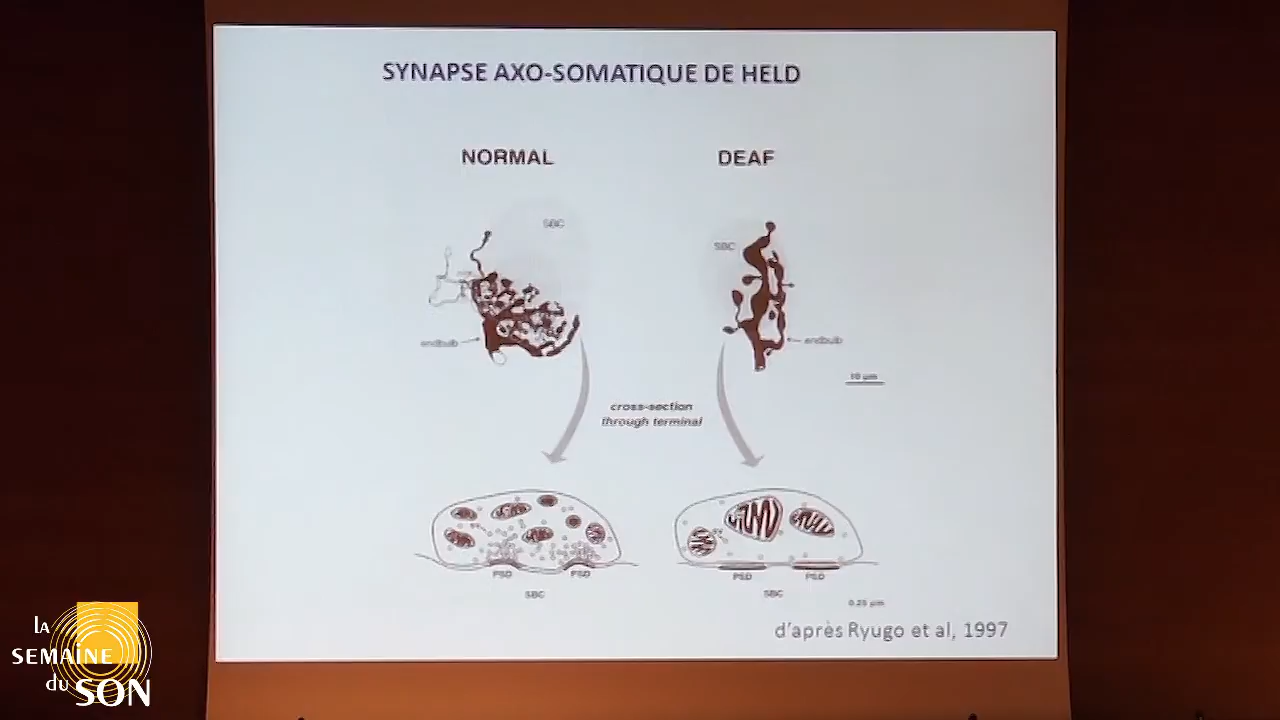 SYNAPSE AXO-SOMATIQUE DE HELD
NORMAL
DEAF
SBC
SBC
endbulb
endbulb
10 µm
cross-section
through terminal
PSD
PSD
SBC
PSD
PSD
SBC
0.25 µm
d'après Ryugo et al, 1997
la
SEMAINE
du
SON